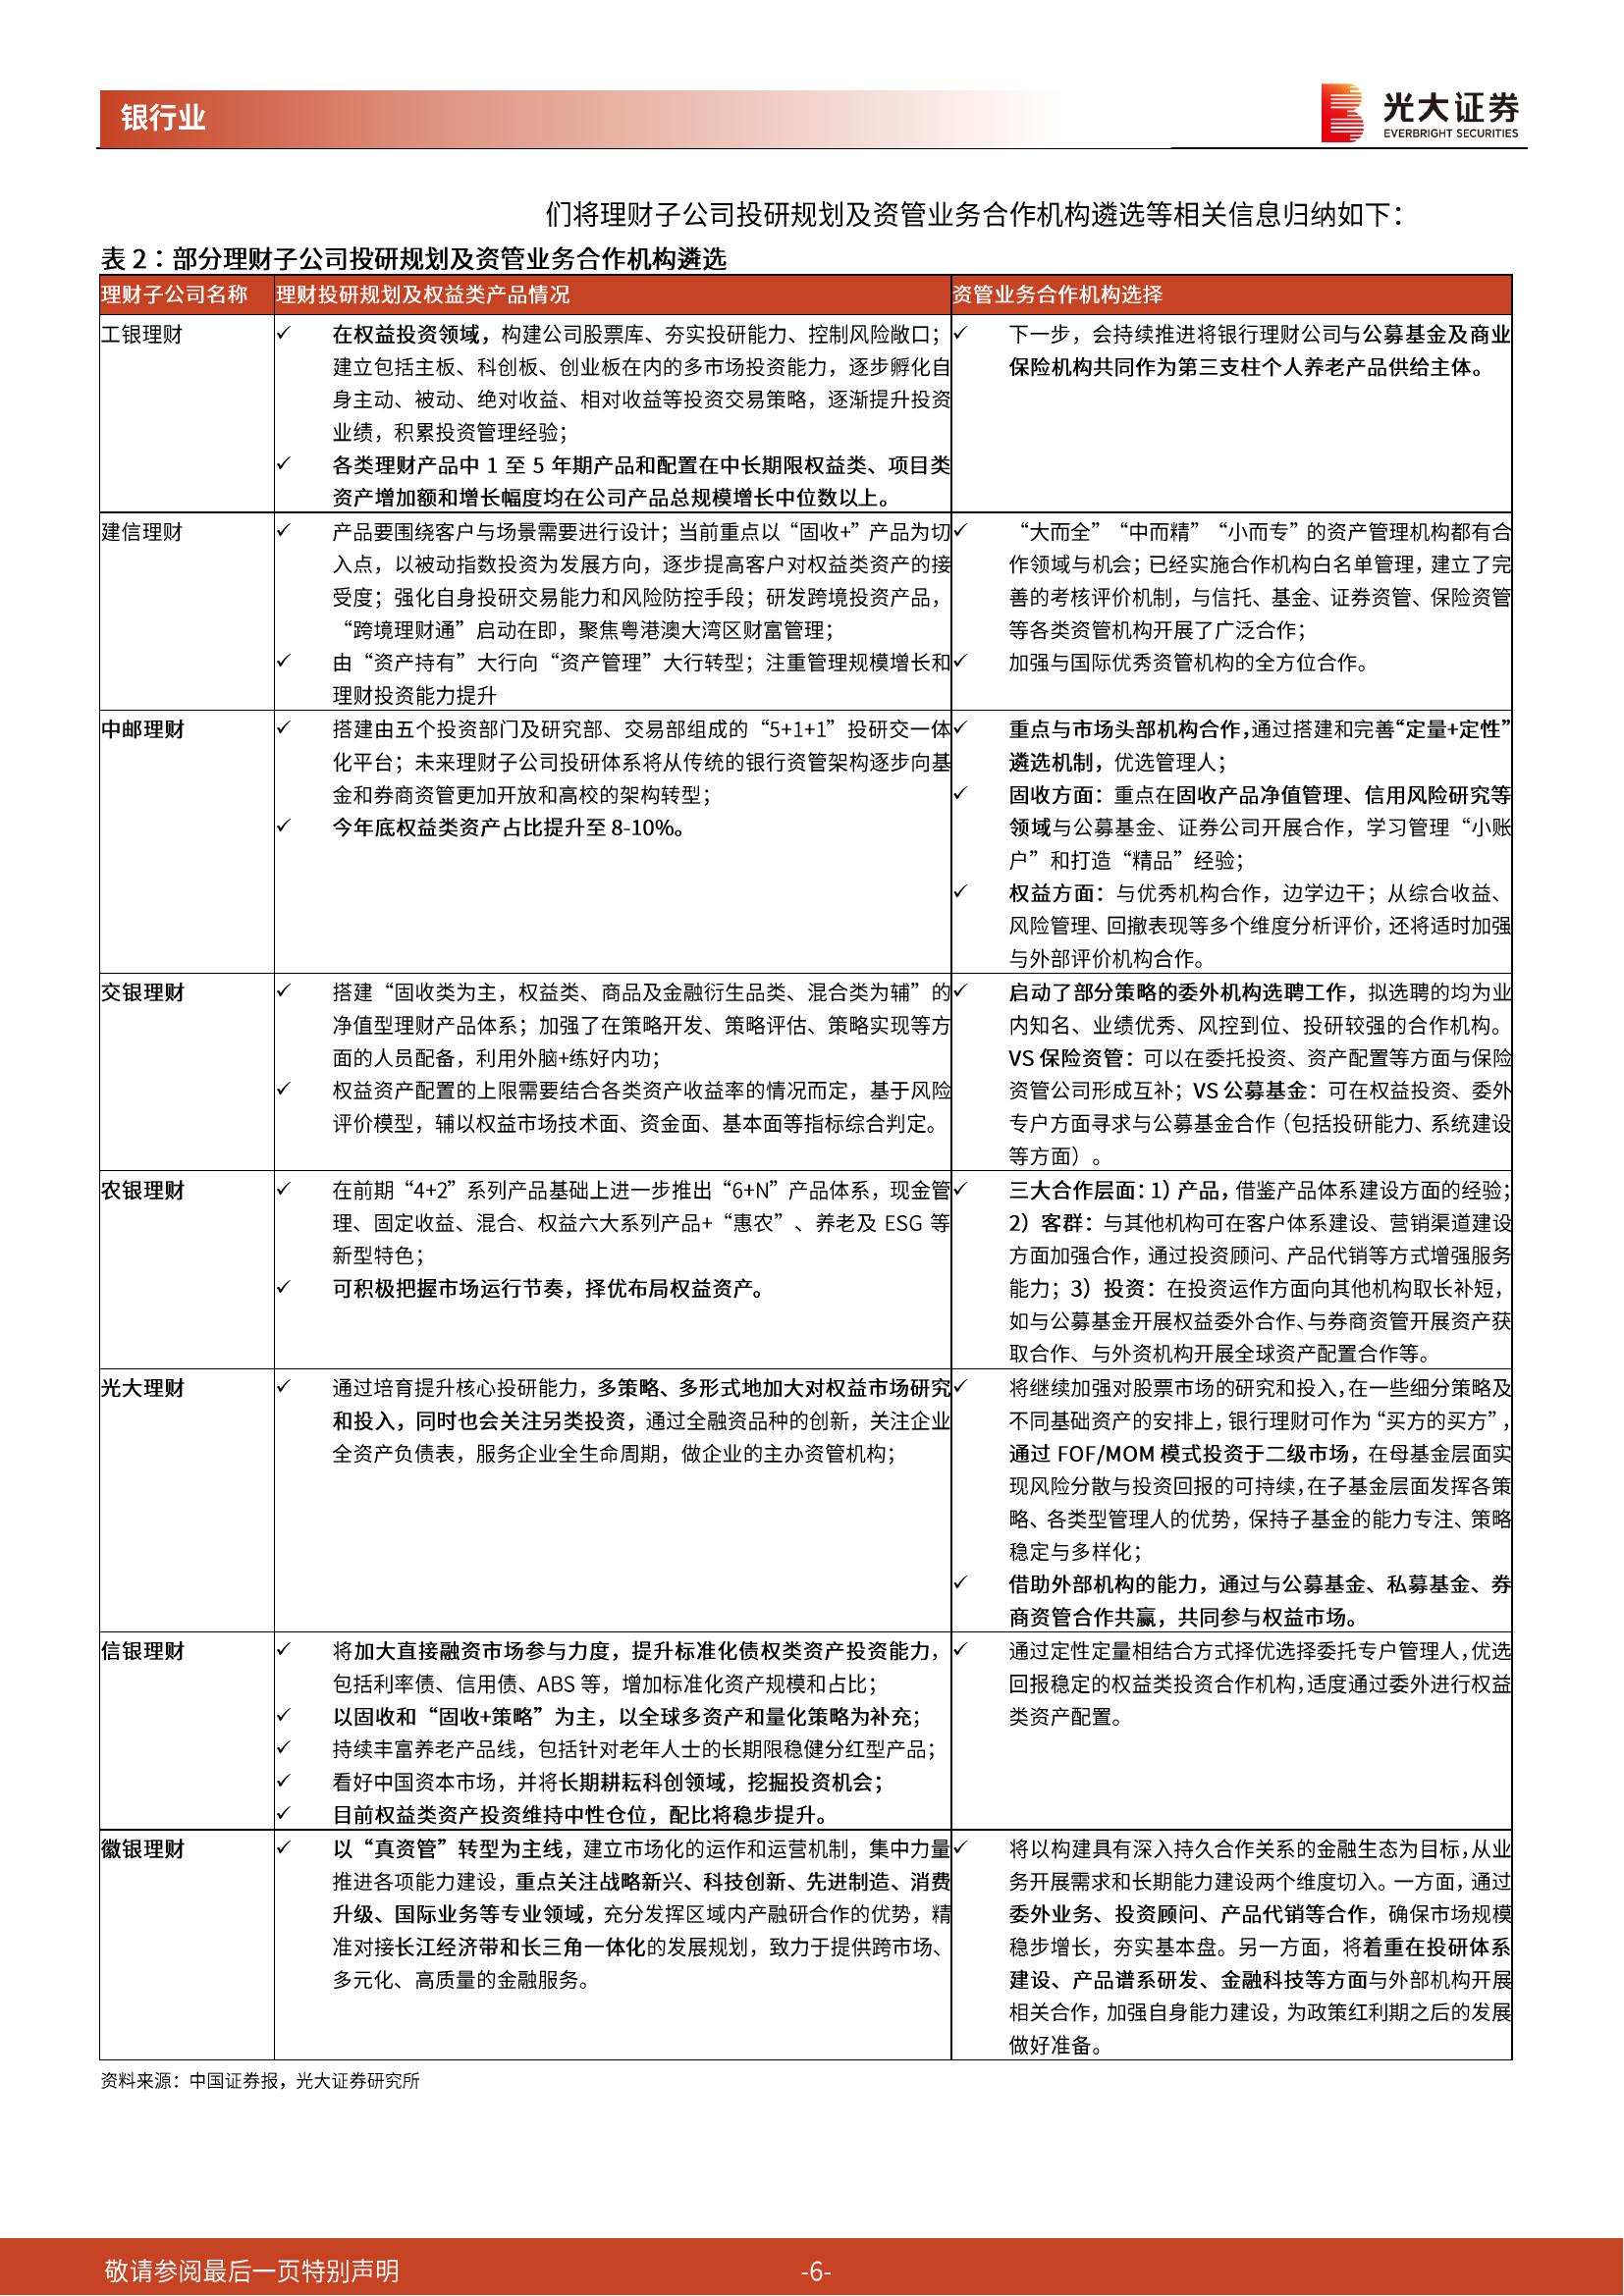 银行业
光大证券
EVERBRIGHT SECURITIES
们将理财子公司投研规划及资管业务合作机构遴选等相关信息归纳如下：
表 2：部分理财子公司投研规划及资管业务合作机构遴选
理财子公司名称
理财投研规划及权益类产品情况
资管业务合作机构选择
工银理财
✓ 在权益投资领域，构建公司股票库、夯实投研能力、控制风险敞口；
建立包括主板、科创板、创业板在内的多市场投资能力，逐步孵化自
身主动、被动、绝对收益、相对收益等投资交易策略，逐渐提升投资
业绩，积累投资管理经验；
✓ 各类理财产品中 1 至 5 年期产品和配置在中长期限权益类、项目类
资产增加额和增长幅度均在公司产品总规模增长中位数以上。
✓ 下一步，会持续推进将银行理财公司与公募基金及商业
保险机构共同作为第三支柱个人养老产品供给主体。
建信理财
✓ 产品要围绕客户与场景需要进行设计；当前重点以“固收+”产品为切
入点，以被动指数投资为发展方向，逐步提高客户对权益类资产的接
受度；强化自身投研交易能力和风险防控手段；研发跨境投资产品，
“跨境理财通”启动在即，聚焦粤港澳大湾区财富管理；
✓ 由“资产持有”大行向“资产管理”大行转型；注重管理规模增长和
理财投资能力提升
✓ “大而全”“中而精”“小而专”的资产管理机构都有合
作领域与机会；已经实施合作机构白名单管理，建立了完
善的考核评价机制，与信托、基金、证券资管、保险资管
等各类资管机构开展了广泛合作；
✓ 加强与国际优秀资管机构的全方位合作。
中邮理财
✓ 搭建由五个投资部门及研究部、交易部组成的“5+1+1”投研交一体
化平台；未来理财子公司投研体系将从传统的银行资管架构逐步向基
金和券商资管更加开放和高校的架构转型；
✓ 今年底权益类资产占比提升至 8-10%。
✓ 重点与市场头部机构合作，通过搭建和完善“定量+定性”
遴选机制，优选管理人；
✓ 固收方面：重点在固收产品净值管理、信用风险研究等
领域与公募基金、证券公司开展合作，学习管理“小账
户”和打造“精品”经验；
✓ 权益方面：与优秀机构合作，边学边干；从综合收益、
风险管理、回撤表现等多个维度分析评价，还将适时加强
与外部评价机构合作。
交银理财
✓ 搭建“固收类为主，权益类、商品及金融衍生品类、混合类为辅”的
净值型理财产品体系；加强了在策略开发、策略评估、策略实现等方
面的人员配备，利用外脑+练好内功；
✓ 权益资产配置的上限需要结合各类资产收益率的情况而定，基于风险
评价模型，辅以权益市场技术面、资金面、基本面等指标综合判定。
✓ 启动了部分策略的委外机构选聘工作，拟选聘的均为业
内知名、业绩优秀、风控到位、投研较强的合作机构。
VS 保险资管：可以在委托投资、资产配置等方面与保险
资管公司形成互补；VS 公募基金：可在权益投资、委外
专户方面寻求与公募基金合作（包括投研能力、系统建设
等方面）。
农银理财
✓ 在前期“4+2”系列产品基础上进一步推出“6+N”产品体系，现金管
理、固定收益、混合、权益六大系列产品+“惠农”、养老及 ESG 等
新型特色；
✓ 可积极把握市场运行节奏，择优布局权益资产。
✓ 三大合作层面：1）产品，借鉴产品体系建设方面的经验；
2）客群：与其他机构可在客户体系建设、营销渠道建设
方面加强合作，通过投资顾问、产品代销等方式增强服务
能力；3）投资：在投资运作方面向其他机构取长补短，
如与公募基金开展权益委外合作、与券商资管开展资产获
取合作、与外资机构开展全球资产配置合作等。
光大理财
✓ 通过培育提升核心投研能力，多策略、多形式地加大对权益市场研究
和投入，同时也会关注另类投资，通过全融资品种的创新，关注企业
全资产负债表，服务企业全生命周期，做企业的主办资管机构；
✓ 将继续加强对股票市场的研究和投入，在一些细分策略及
不同基础资产的安排上，银行理财可作为“买方的买方”，
通过 FOF/MOM 模式投资于二级市场，在母基金层面实
现风险分散与投资回报的可持续，在子基金层面发挥各策
略、各类型管理人的优势，保持子基金的能力专注、策略
稳定与多样化；
✓ 借助外部机构的能力，通过与公募基金、私募基金、券
商资管合作共赢，共同参与权益市场。
信银理财
✓ 将加大直接融资市场参与力度，提升标准化债权类资产投资能力，
包括利率债、信用债、ABS 等，增加标准化资产规模和占比；
✓ 以固收和“固收+策略”为主，以全球多资产和量化策略为补充；
✓ 持续丰富养老产品线，包括针对老年人士的长期限稳健分红型产品；
✓ 看好中国资本市场，并将长期耕耘科创领域，挖掘投资机会；
✓ 目前权益类资产投资维持中性仓位，配比将稳步提升。
✓ 通过定性定量相结合方式择优选择委托专户管理人，优选
回报稳定的权益类投资合作机构，适度通过委外进行权益
类资产配置。
徽银理财
✓ 以“真资管”转型为主线，建立市场化的运作和运营机制，集中力量
推进各项能力建设，重点关注战略新兴、科技创新、先进制造、消费
升级、国际业务等专业领域，充分发挥区域内产融研合作的优势，精
准对接长江经济带和长三角一体化的发展规划，致力于提供跨市场、
多元化、高质量的金融服务。
✓ 将以构建具有深入持久合作关系的金融生态为目标，从业
务开展需求和长期能力建设两个维度切入。一方面，通过
委外业务、投资顾问、产品代销等合作，确保市场规模
稳步增长，夯实基本盘。另一方面，将着重在投研体系
建设、产品谱系研发、金融科技等方面与外部机构开展
相关合作，加强自身能力建设，为政策红利期之后的发展
做好准备。
资料来源：中国证券报，光大证券研究所
敬请参阅最后一页特别声明
-6-